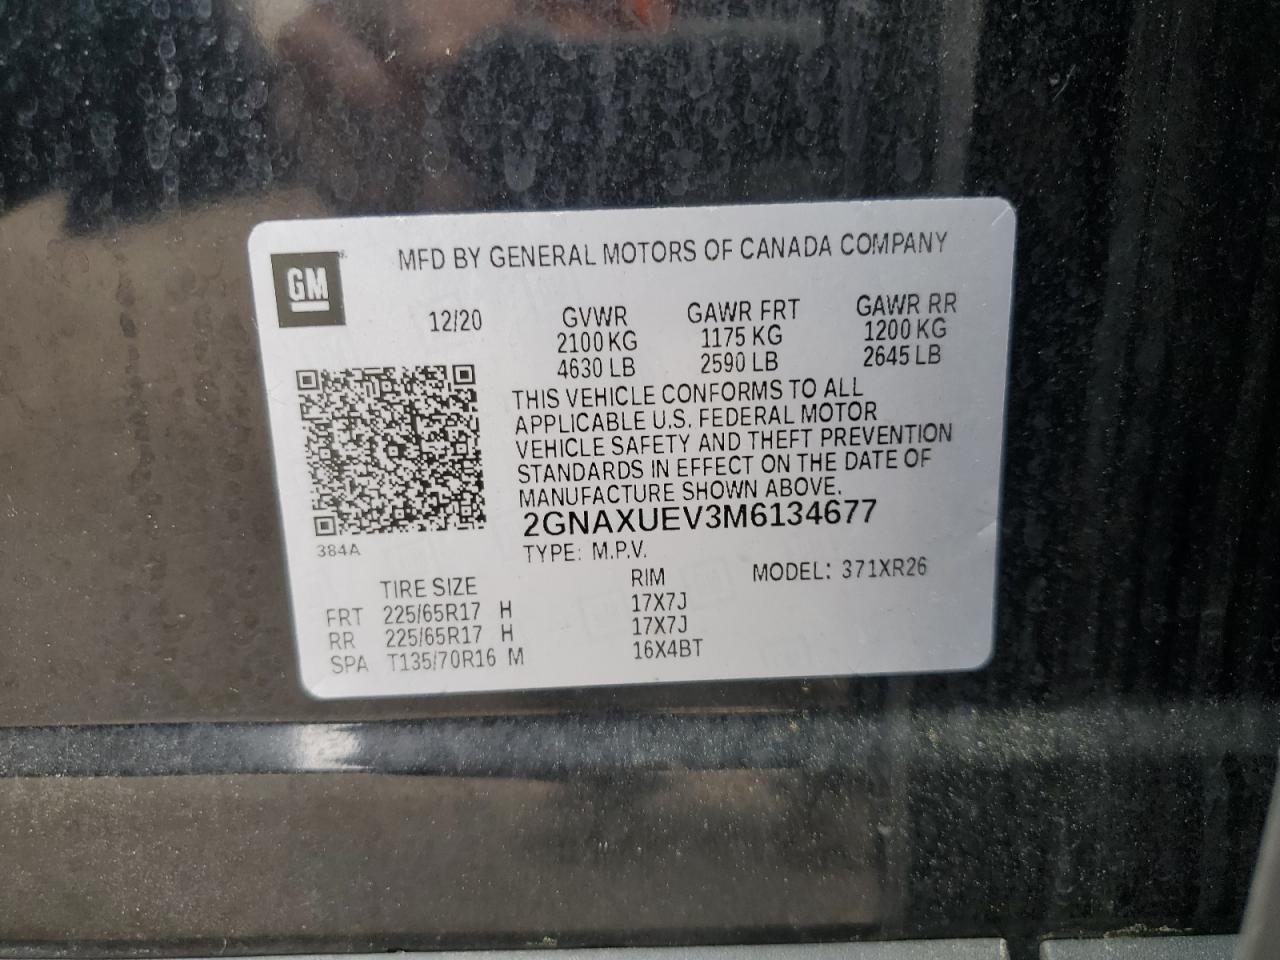 GM
MFD BY GENERAL MOTORS OF CANADA COMPANY
12/20
GVWR GAWR FRT GAWR RR
2100 KG 1175 KG 1200 KG
4630 LB 2590 LB 2645 LB
THIS VEHICLE CONFORMS TO ALL
APPLICABLE U.S. FEDERAL MOTOR
VEHICLE SAFETY AND THEFT PREVENTION
STANDARDS IN EFFECT ON THE DATE OF
MANUFACTURE SHOWN ABOVE.
2GNAXUEV3M6134677
384A
TYPE: M.P.V.
TIRE SIZE RIM MODEL: 371XR26
FRT 225/65R17 H 17X7J
RR 225/65R17 H 17X7J
SPA T135/70R16 M 16X4BT